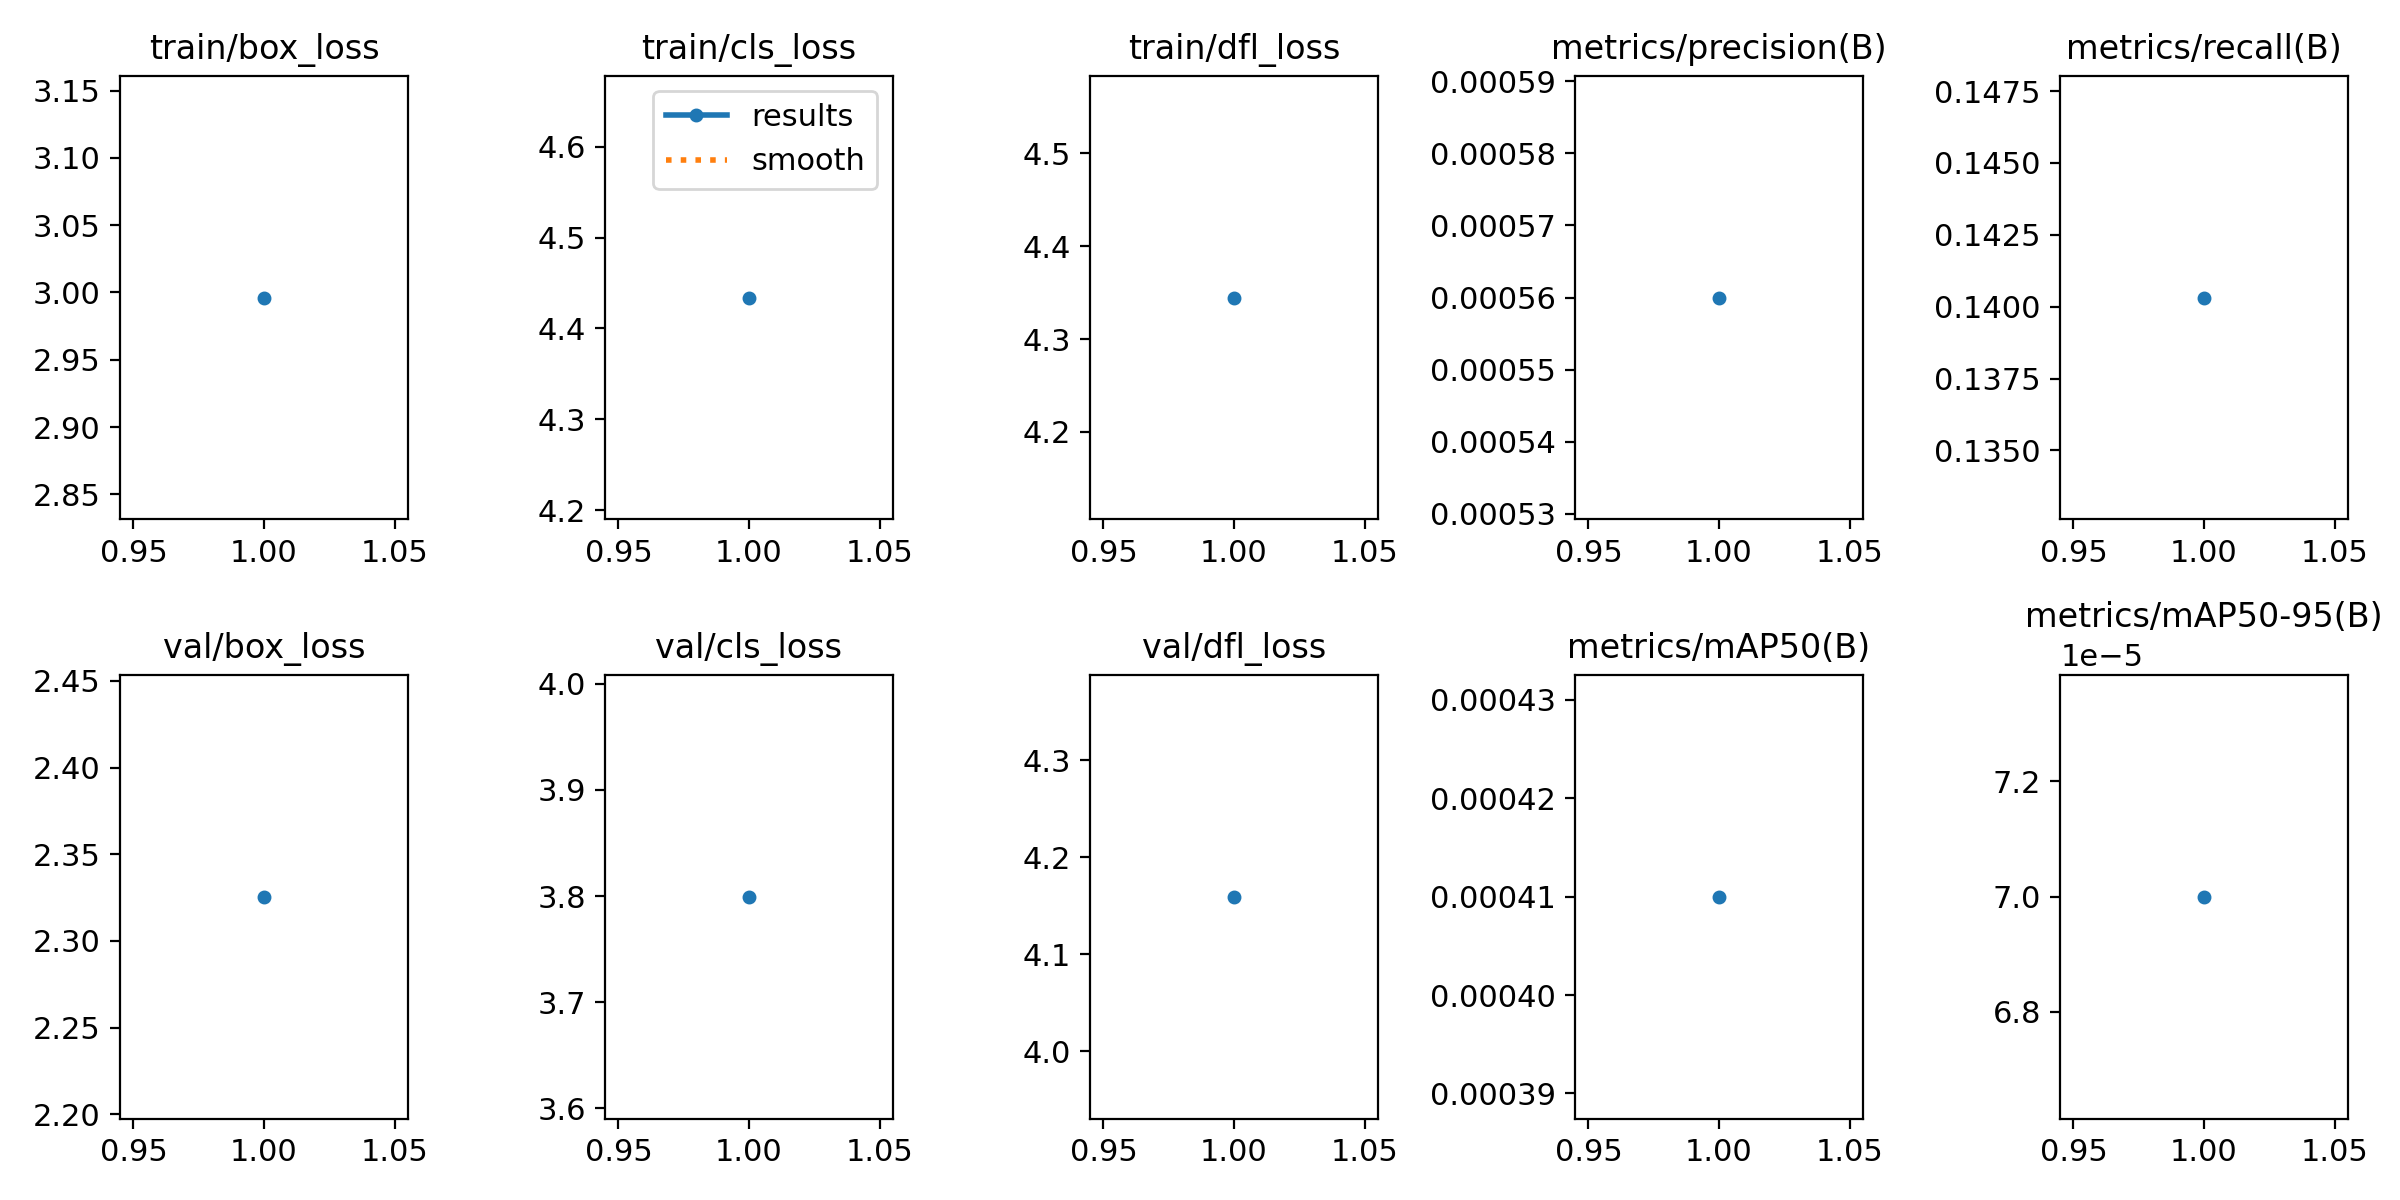 train/box_loss
3.15
3.10
3.05
3.00
2.95
2.90
2.85
0.95 1.00 1.05
train/cls_loss
results
smooth
4.6
4.5
4.4
4.3
4.2
0.95 1.00 1.05
train/dfl_loss
4.5
4.4
4.3
4.2
0.95 1.00 1.05
metrics/precision(B)
0.00059
0.00058
0.00057
0.00056
0.00055
0.00054
0.00053
0.95 1.00 1.05
metrics/recall(B)
0.1475
0.1450
0.1425
0.1400
0.1375
0.1350
0.95 1.00 1.05
val/box_loss
2.45
2.40
2.35
2.30
2.25
2.20
0.95 1.00 1.05
val/cls_loss
4.0
3.9
3.8
3.7
3.6
0.95 1.00 1.05
val/dfl_loss
4.3
4.2
4.1
4.0
0.95 1.00 1.05
metrics/mAP50(B)
0.00043
0.00042
0.00041
0.00040
0.00039
0.95 1.00 1.05
metrics/mAP50-95(B)
1e−5
7.2
7.0
6.8
0.95 1.00 1.05